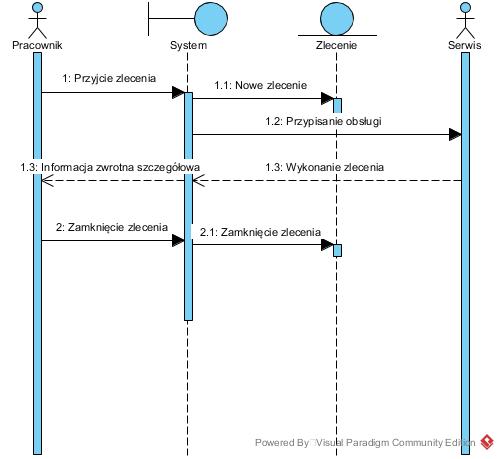 Pracownik
System
Zlecenie
Serwis
1: Przyjcie zlecenia
1.1: Nowe zlecenie
1.2: Przypisanie obsługi
1.3: Informacja zwrotna szczegółowa
1.3: Wykonanie zlecenia
2: Zamknięcie zlecenia
2.1: Zamknięcie zlecenia
Powered By Visual Paradigm Community Edition